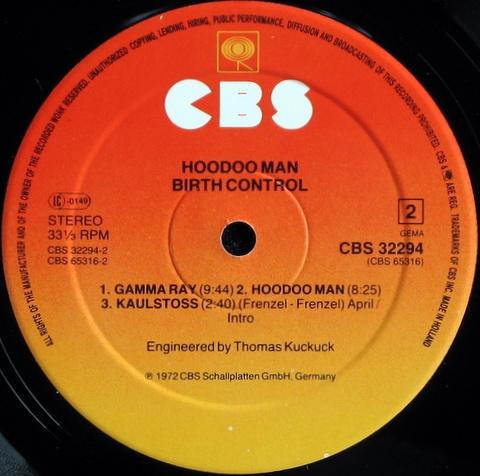 ALL RIGHTS OF THE MANUFACTURER AND OF THE OWNER OF THE RECORDED WORK RESERVED. UNAUTHORIZED COPYING, LENDING, HIRING, PUBLIC PERFORMANCE, DIFFUSION AND BROADCASTING OF THIS RECORDING PROHIBITED. CBS & ARE REG. TRADEMARKS OF CBS INC. MADE IN HOLLAND
CBS
HOODOO MAN
BIRTH CONTROL
LC-0149
STEREO
33⅓ RPM
CBS 32294-2
CBS 65316-2
2
GEMA
CBS 32294
(CBS 65316)
1. GAMMA RAY (9:44) 2. HOODOO MAN (8:25)
3. KAULSTOSS (2:40) (Frenzel - Frenzel) April /
Intro
Engineered by Thomas Kuckuck
℗ 1972 CBS Schallplatten GmbH, Germany